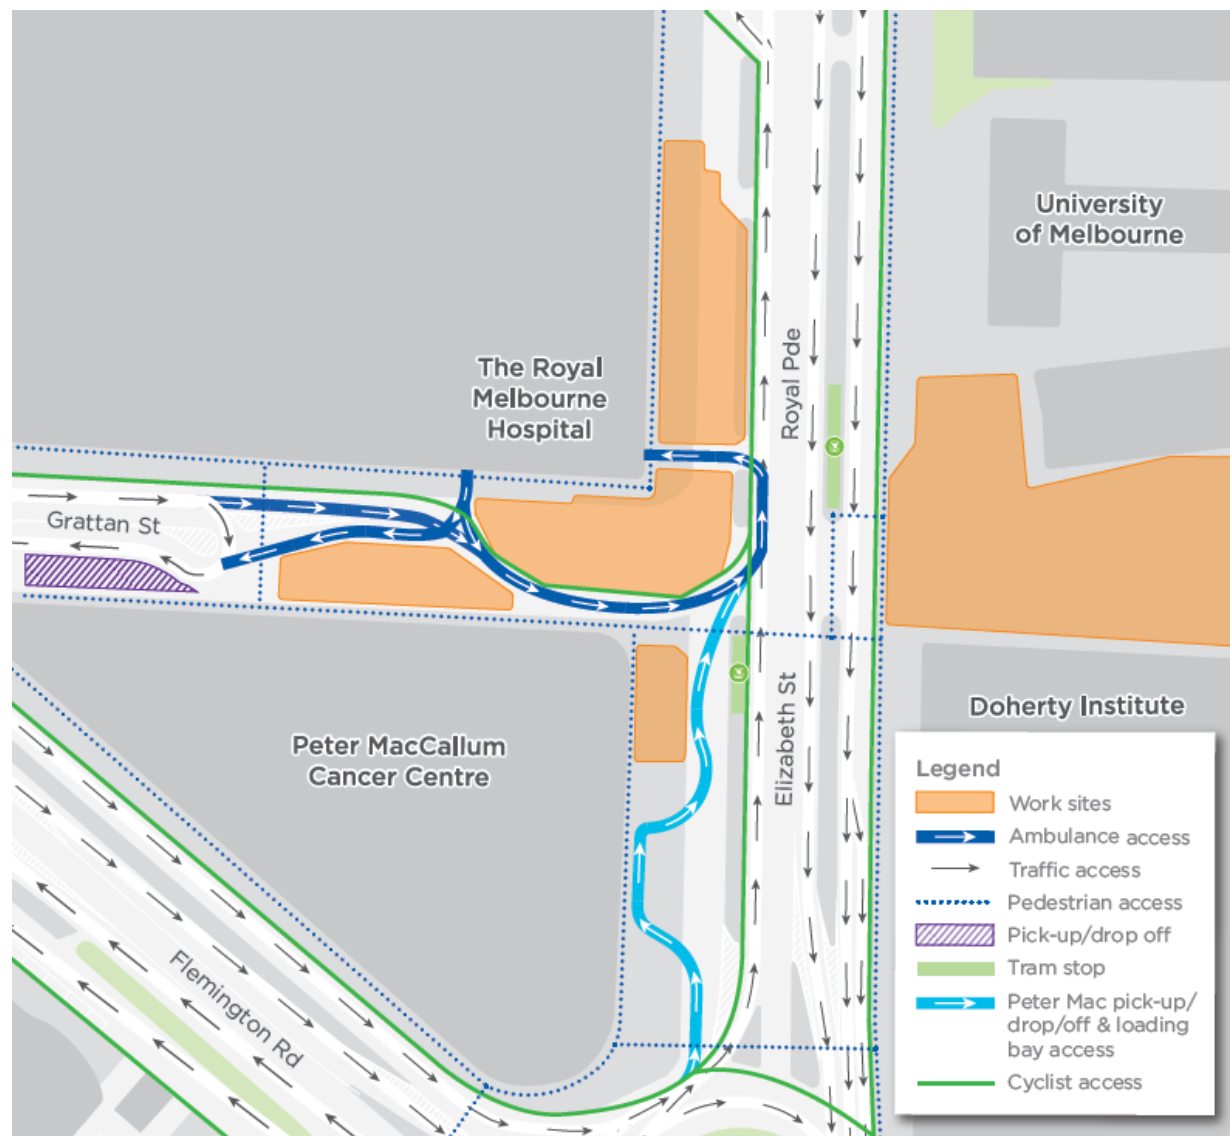 University
of Melbourne
Royal Pde
The Royal
Melbourne
Hospital
Grattan St
Elizabeth St
Doherty Institute
Peter MacCallum
Cancer Centre
Flemington Rd
Legend
Work sites
Ambulance access
Traffic access
Pedestrian access
Pick-up/drop off
Tram stop
Peter Mac pick-up/
drop/off & loading
bay access
Cyclist access